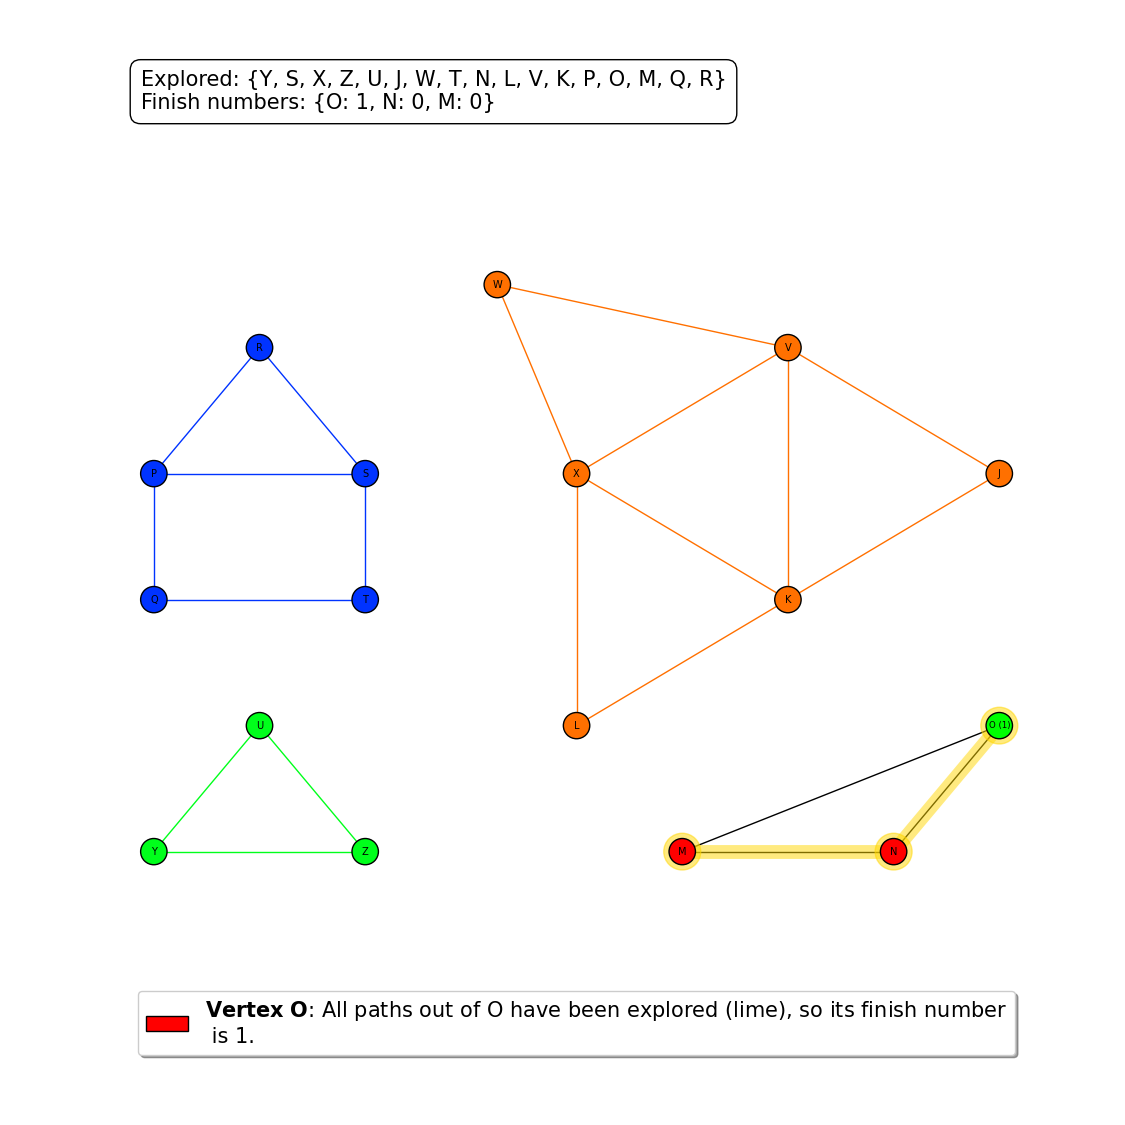 Explored: {Y, S, X, Z, U, J, W, T, N, L, V, K, P, O, M, Q, R}
Finish numbers: {O: 1, N: 0, M: 0}
W
R
V
P
S
X
J
Q
T
K
U
L
O (1)
Y
Z
M
N
Vertex O: All paths out of O have been explored (lime), so its finish number
is 1.